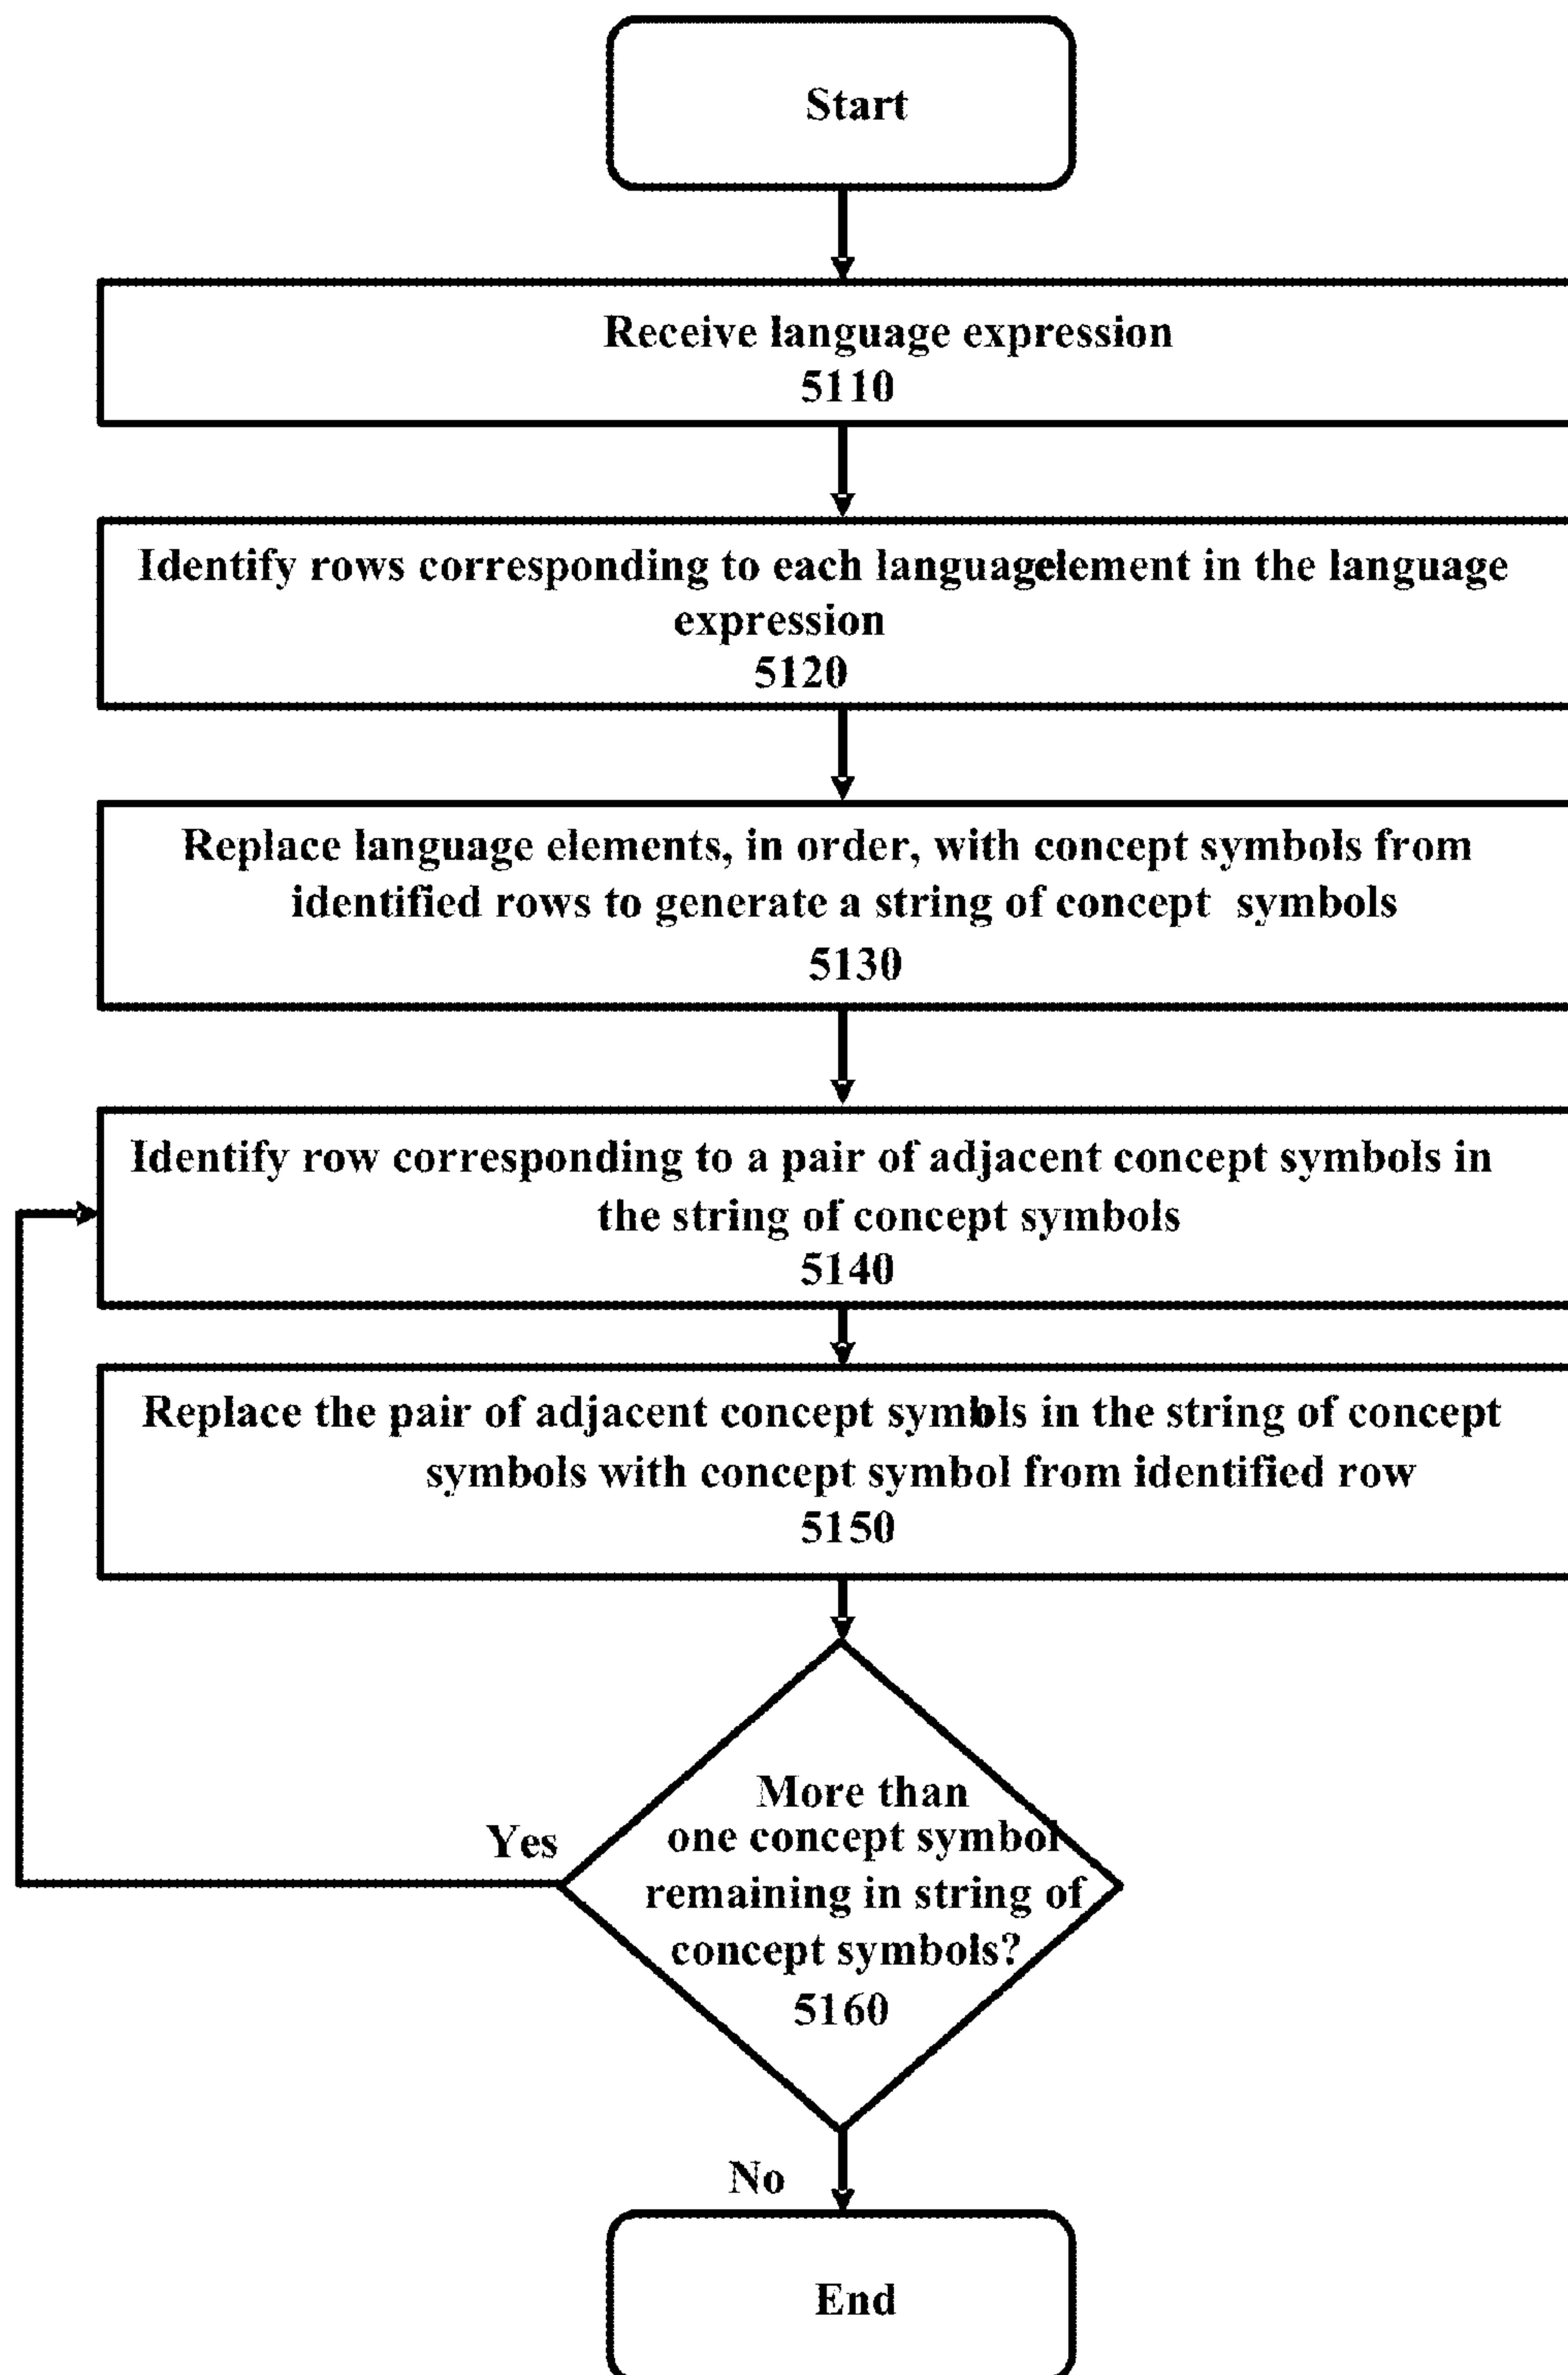 Start
Receive language expression
5110
Identify rows corresponding to each languagelement in the language
expression
5120
Replace language elements, in order, with concept symbols from
identified rows to generate a string of concept symbols
5130
Identify row corresponding to a pair of adjacent concept symbols in
the string of concept symbols
5140
Replace the pair of adjacent concept symbols in the string of concept
symbols with concept symbol from identified row
5150
More than
one concept symbol
remaining in string of
concept symbols?
5160
Yes
No
End